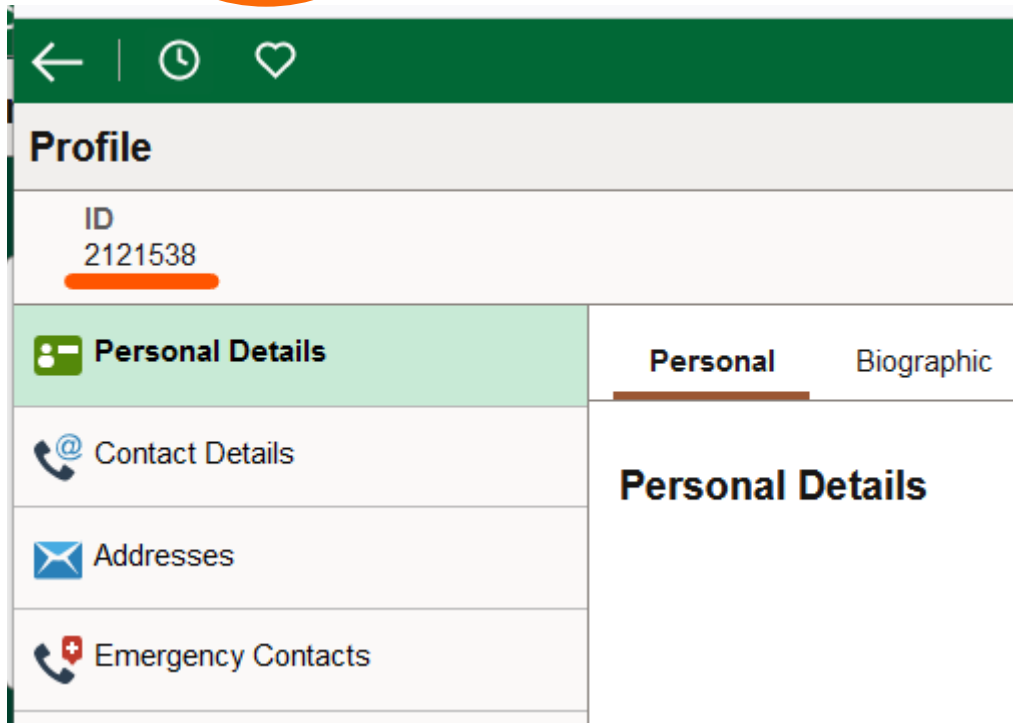 Profile
ID
2121538
Personal Details
Personal Biographic
Contact Details
Personal Details
Addresses
Emergency Contacts